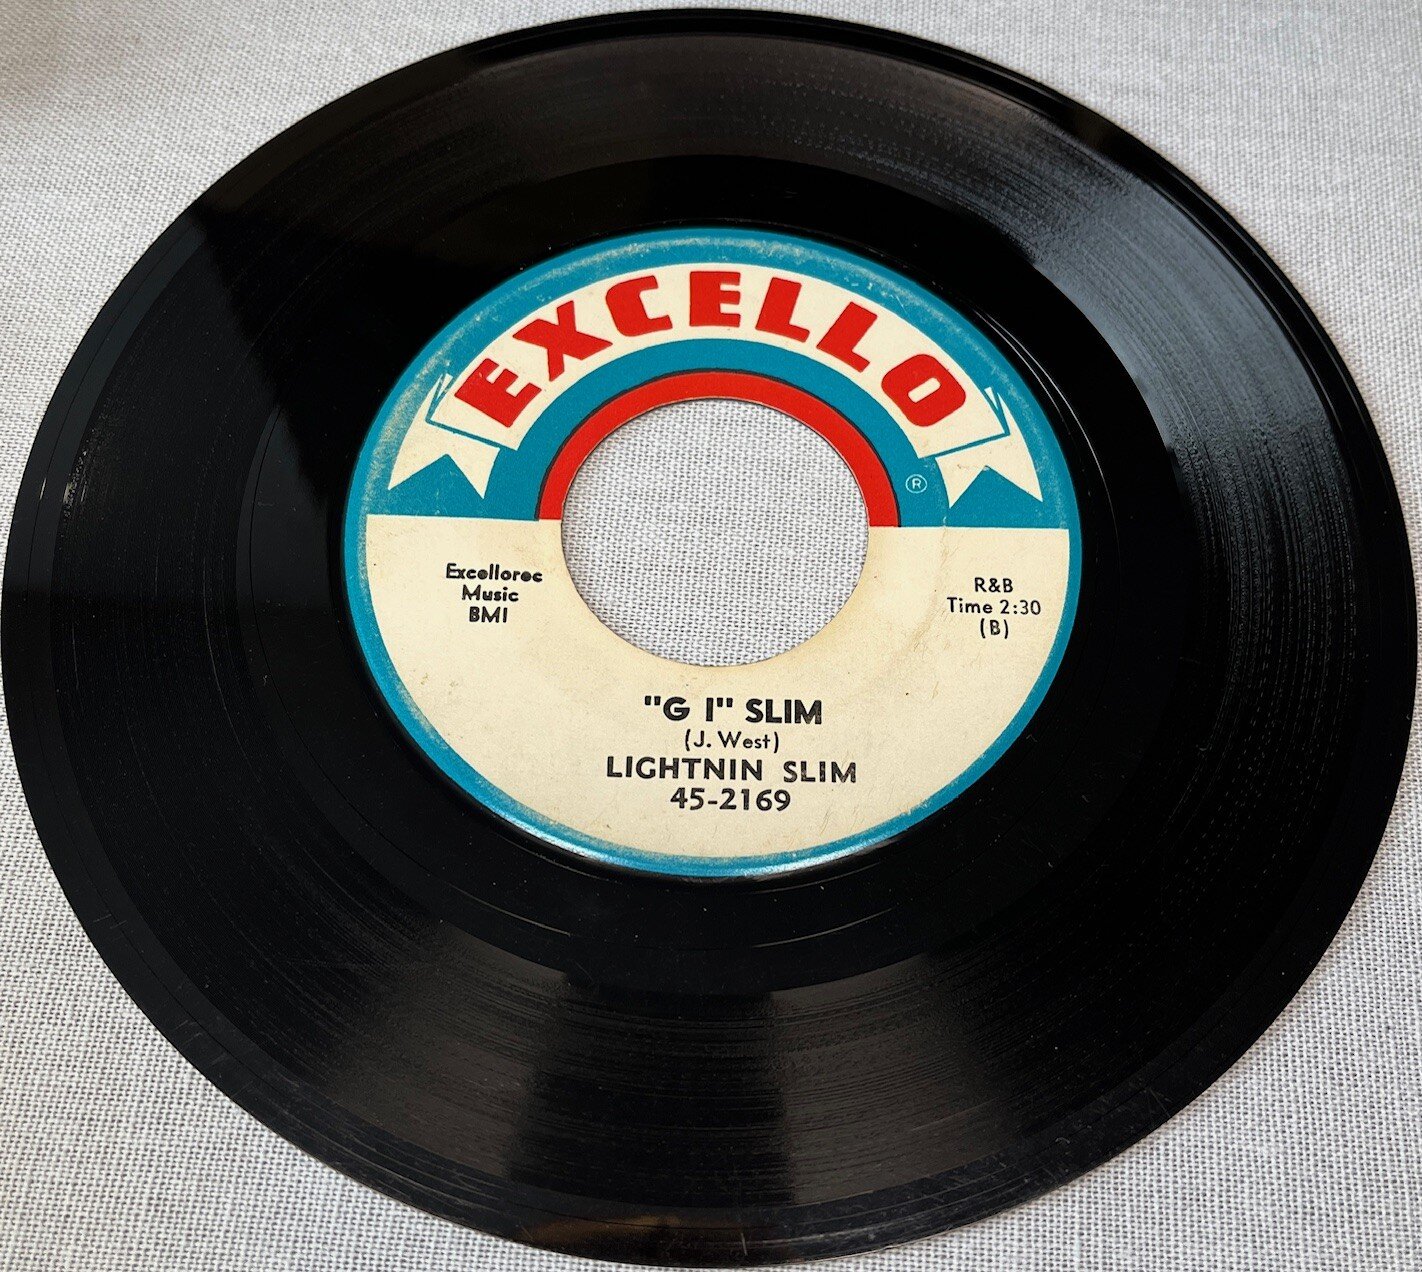 EXCELLO
®
Excellorec
Music
BMI
R&B
Time 2:30
(B)
"G I" SLIM
(J. West)
LIGHTNIN SLIM
45-2169